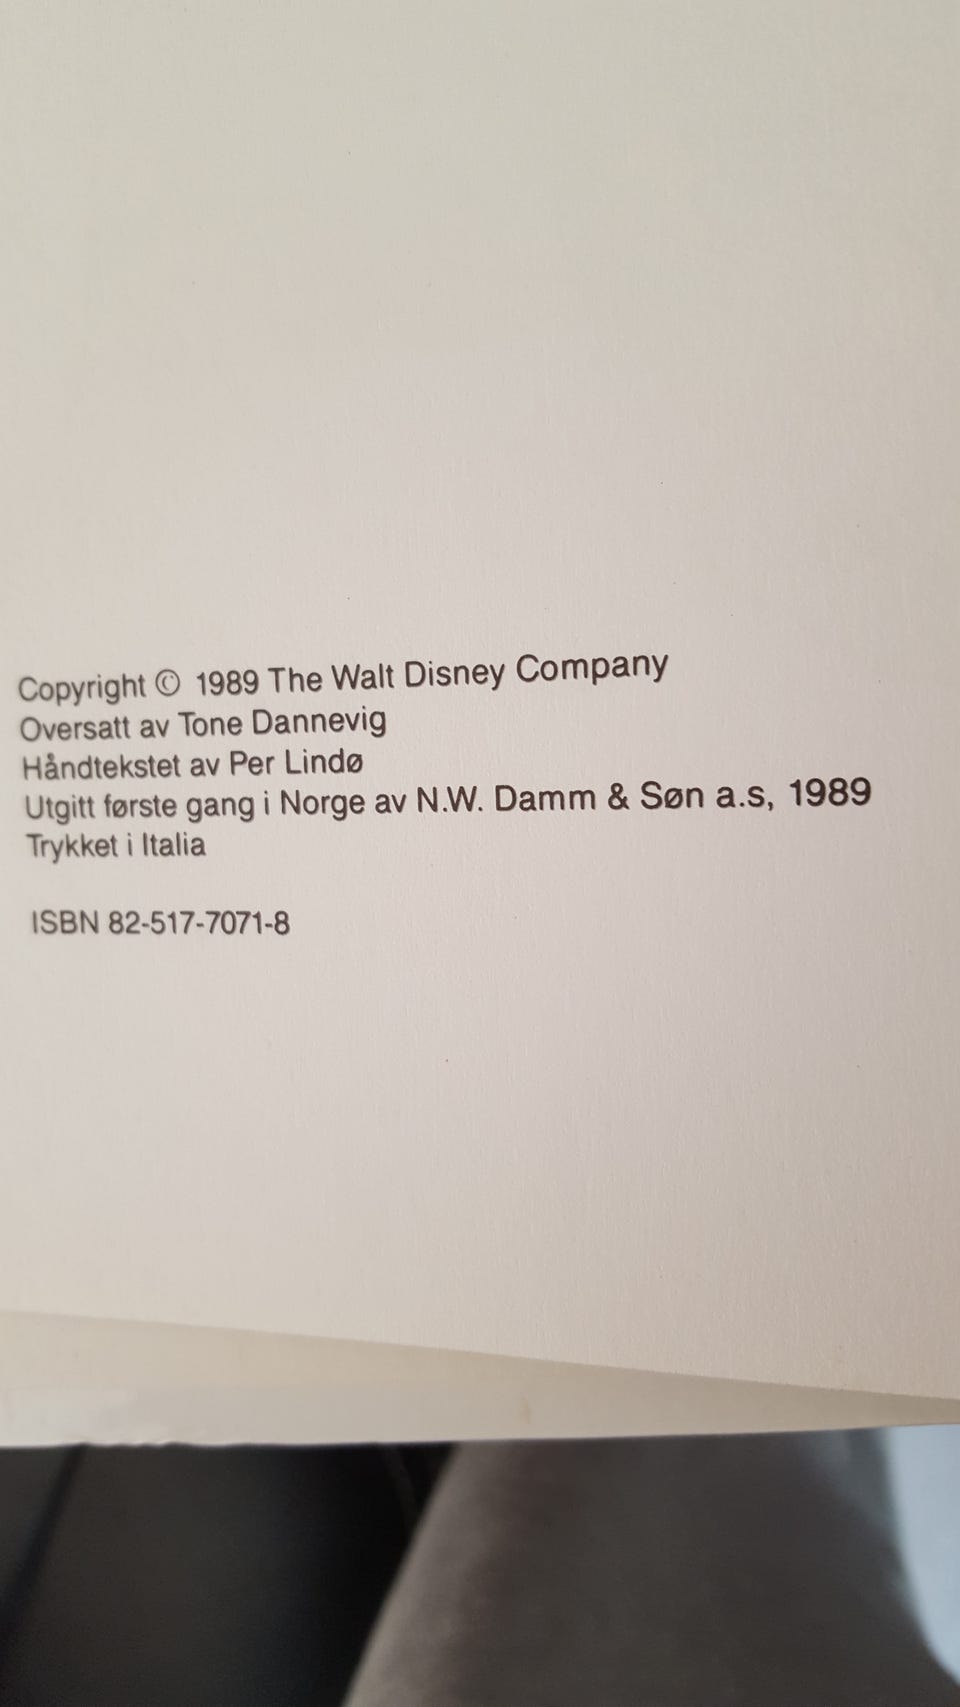 Copyright © 1989 The Walt Disney Company
Oversatt av Tone Dannevig
Håndtekstet av Per Lindø
Utgitt første gang i Norge av N.W. Damm & Søn a.s, 1989
Trykket i Italia
ISBN 82-517-7071-8